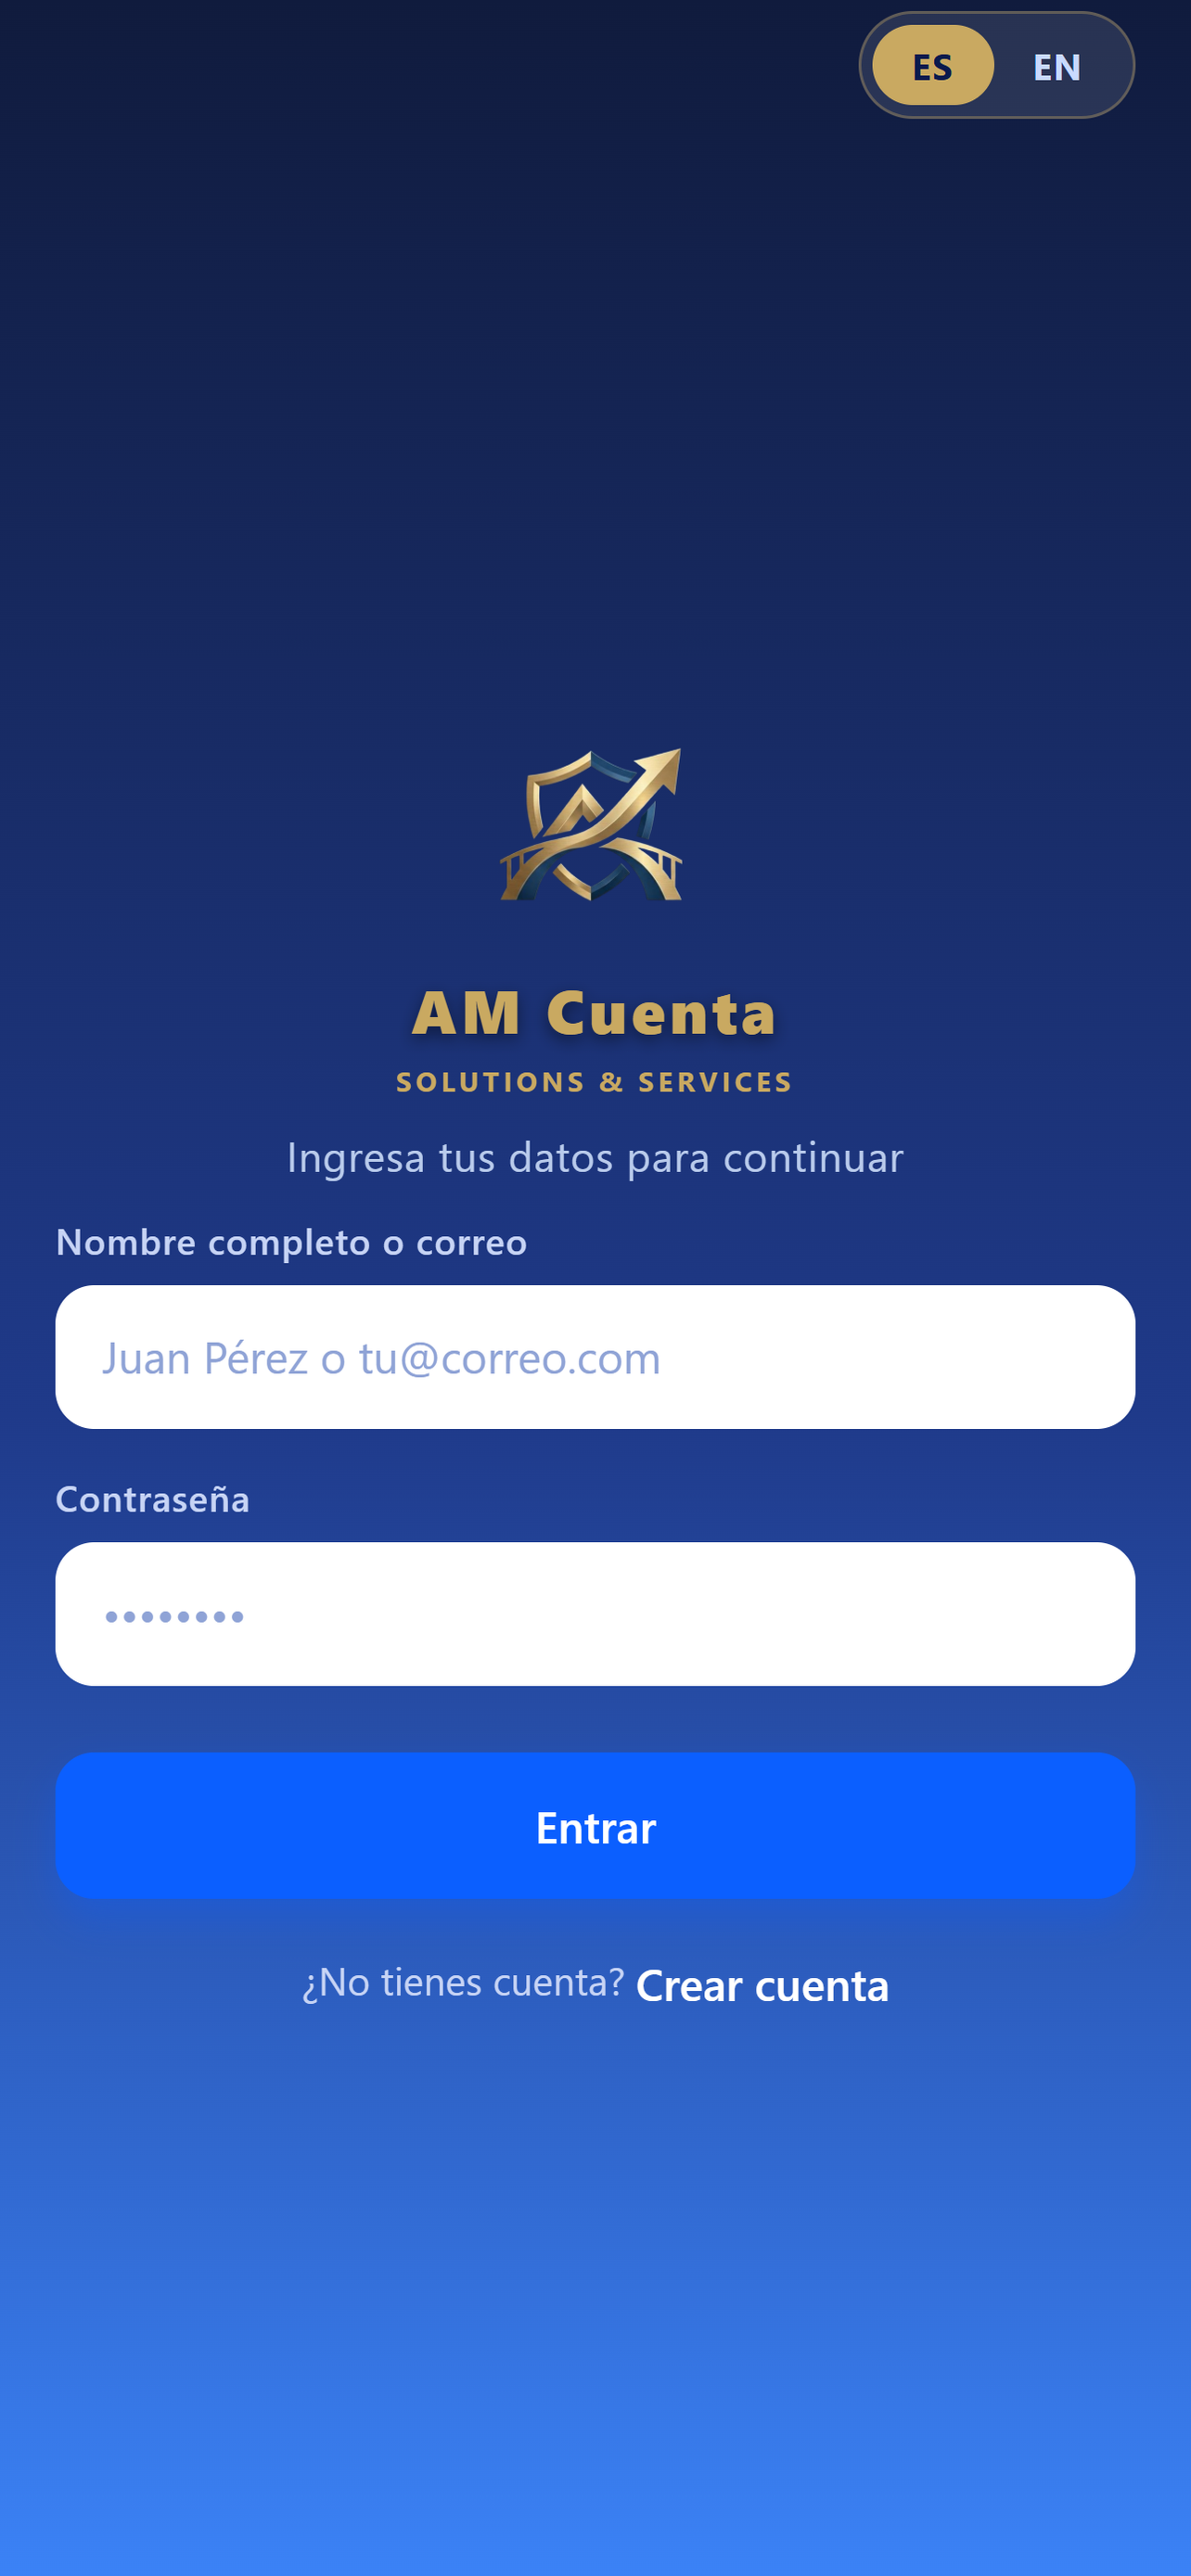 ES EN
AM Cuenta
SOLUTIONS & SERVICES
Ingresa tus datos para continuar
Nombre completo o correo
Juan Pérez o tu@correo.com
Contraseña
••••••••
Entrar
¿No tienes cuenta? Crear cuenta